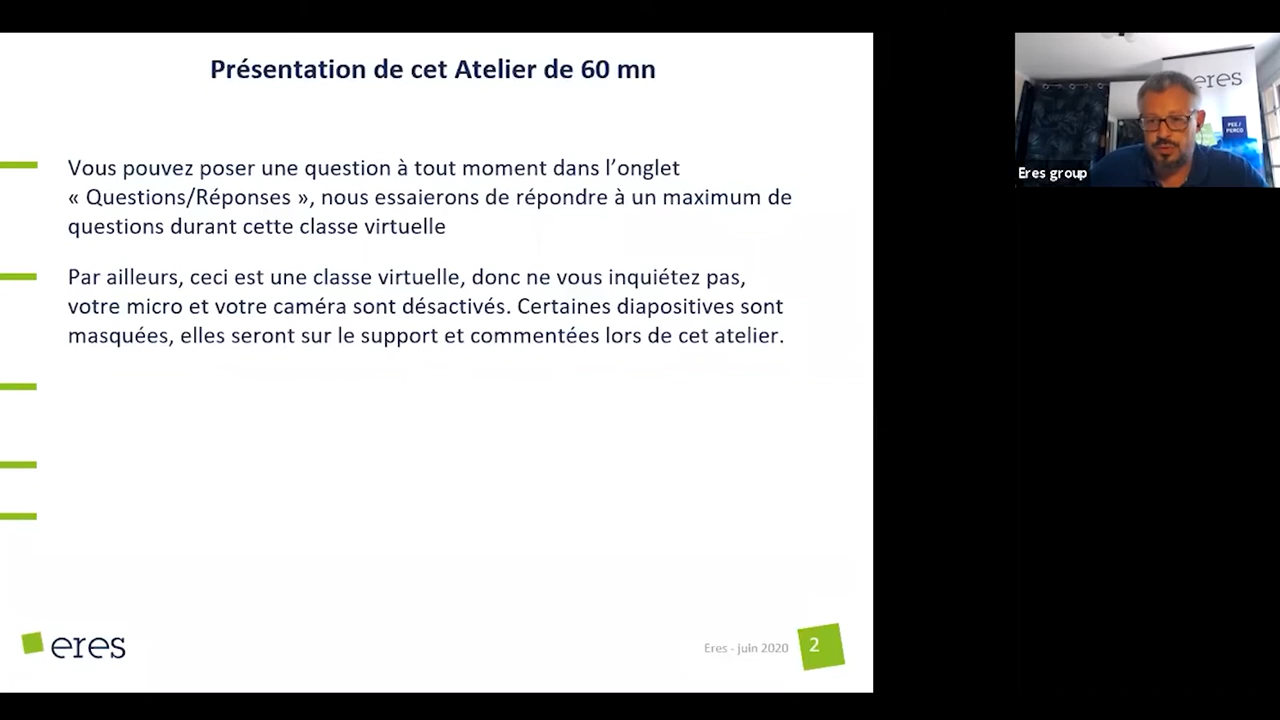 Présentation de cet Atelier de 60 mn
Vous pouvez poser une question à tout moment dans l’onglet
« Questions/Réponses », nous essaierons de répondre à un maximum de
questions durant cette classe virtuelle
Par ailleurs, ceci est une classe virtuelle, donc ne vous inquiétez pas,
votre micro et votre caméra sont désactivés. Certaines diapositives sont
masquées, elles seront sur le support et commentées lors de cet atelier.
eres
Eres - juin 2020
2
eres
PEE /
PERCO
Eres group